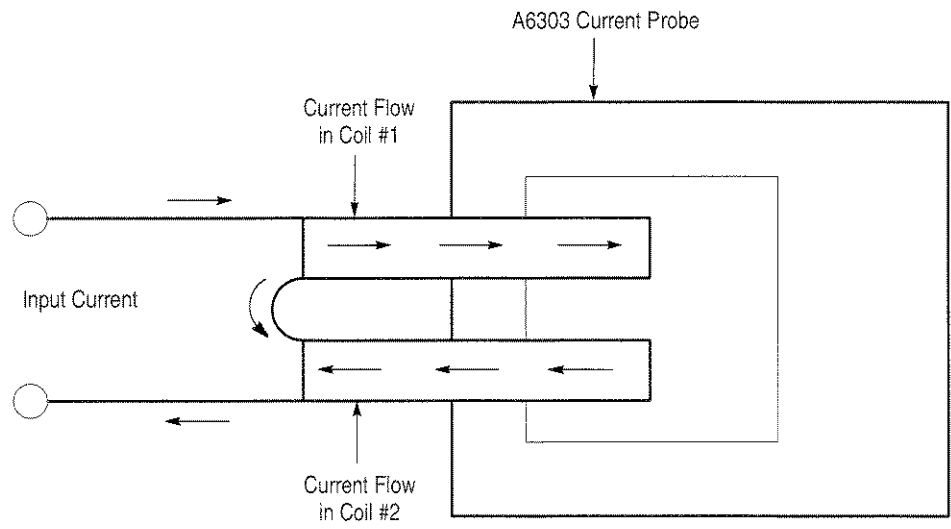 A6303 Current Probe
Current Flow
in Coil #1
Input Current
Current Flow
in Coil #2